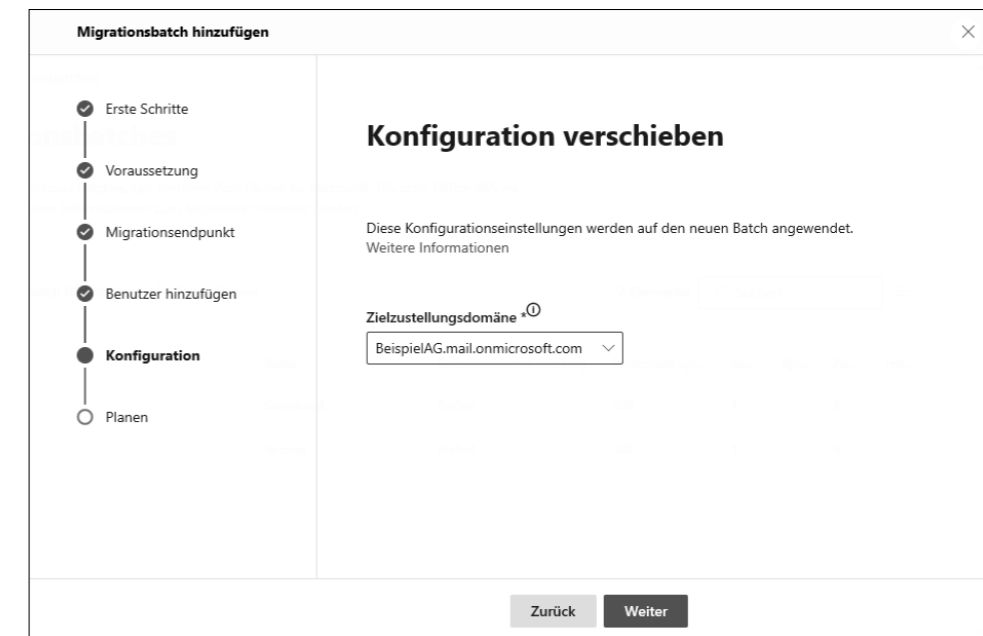 Migrationsbatch hinzufügen
Erste Schritte
Voraussetzung
Migrationsendpunkt
Benutzer hinzufügen
Konfiguration
Planen
Konfiguration verschieben
Diese Konfigurationseinstellungen werden auf den neuen Batch angewendet.
Weitere Informationen
Zielzustellungsdomäne *
BeispielAG.mail.onmicrosoft.com
Zurück
Weiter